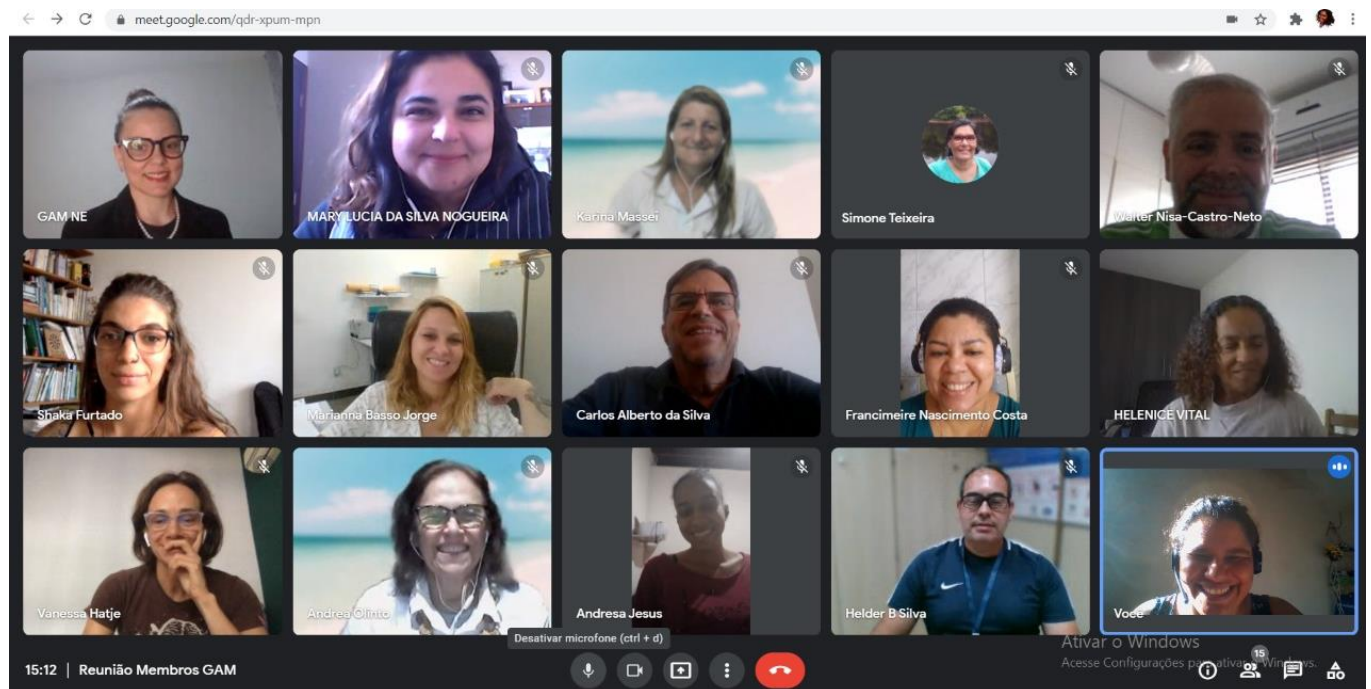 meet.google.com/qdr-xpum-mpn
GAM NE
MARY LUCIA DA SILVA NOGUEIRA
Karina Massei
Simone Teixeira
Walter Nisa-Castro-Neto
Shaka Furtado
Marianna Basso Jorge
Carlos Alberto da Silva
Francimeire Nascimento Costa
HELENICE VITAL
Vanessa Hatje
Andrea Olinto
Andresa Jesus
Helder B Silva
Você
Desativar microfone (ctrl + d)
Ativar o Windows
Acesse Configurações para ativar o Windows.
15:12 | Reunião Membros GAM
15